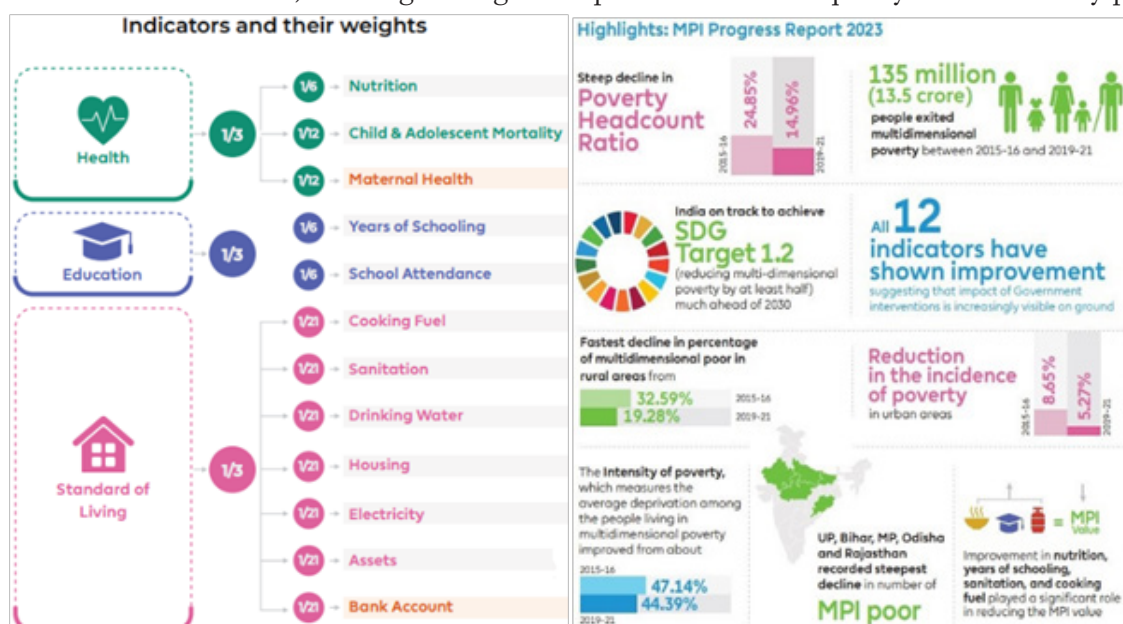 Indicators and their weights
Health
1/3
1/6 Nutrition
1/12 Child & Adolescent Mortality
1/12 Maternal Health
Education
1/3
1/6 Years of Schooling
1/6 School Attendance
Standard of
Living
1/3
1/21 Cooking Fuel
1/21 Sanitation
1/21 Drinking Water
1/21 Housing
1/21 Electricity
1/21 Assets
1/21 Bank Account
Highlights: MPI Progress Report 2023
Steep decline in
Poverty
Headcount
Ratio
2015-16
24.85%
14.96%
2019-21
135 million
(13.5 crore)
people exited
multidimensional
poverty between 2015-16 and 2019-21
India on track to achieve
SDG
Target 1.2
(reducing multi-dimensional
poverty by at least half)
much ahead of 2030
All 12
indicators have
shown improvement
suggesting that impact of Government
interventions is increasingly visible on ground
Fastest decline in percentage
of multidimensional poor in
rural areas from
32.59% 2015-16
19.28% 2019-21
Reduction
in the incidence
of poverty
in urban areas
2015-16
8.65%
5.27%
2019-21
The Intensity of poverty,
which measures the
average deprivation among
the people living in
multidimensional poverty
improved from about
2015-16
47.14%
44.39%
2019-21
UP, Bihar, MP, Odisha
and Rajasthan
recorded steepest
decline in number of
MPI poor
= MPI
value
Improvement in nutrition,
years of schooling,
sanitation, and cooking
fuel played a significant role
in reducing the MPI value